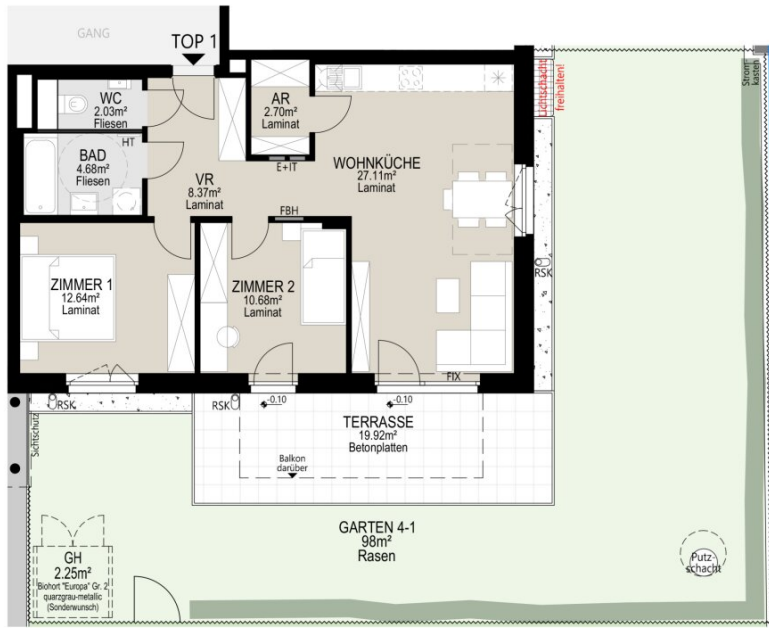 GANG
TOP 1
WC
2.03m²
Fliesen
AR
2.70m²
Laminat
Lichtschacht
freihalten!
Strom-
kasten
HT
BAD
4.68m²
Fliesen
E+IT
WOHNKÜCHE
27.11m²
Laminat
VR
8.37m²
Laminat
FBH
ZIMMER 1
12.64m²
Laminat
ZIMMER 2
10.68m²
Laminat
RSK
FIX
RSK
RSK
-0.10
-0.10
TERRASSE
19.92m²
Betonplatten
Sichtschutz
Balkon
darüber
GARTEN 4-1
98m²
Rasen
GH
2.25m²
Biohort "Europa" Gr. 2
quarzgrau-metallic
(Sonderwunsch)
Putz-
schacht